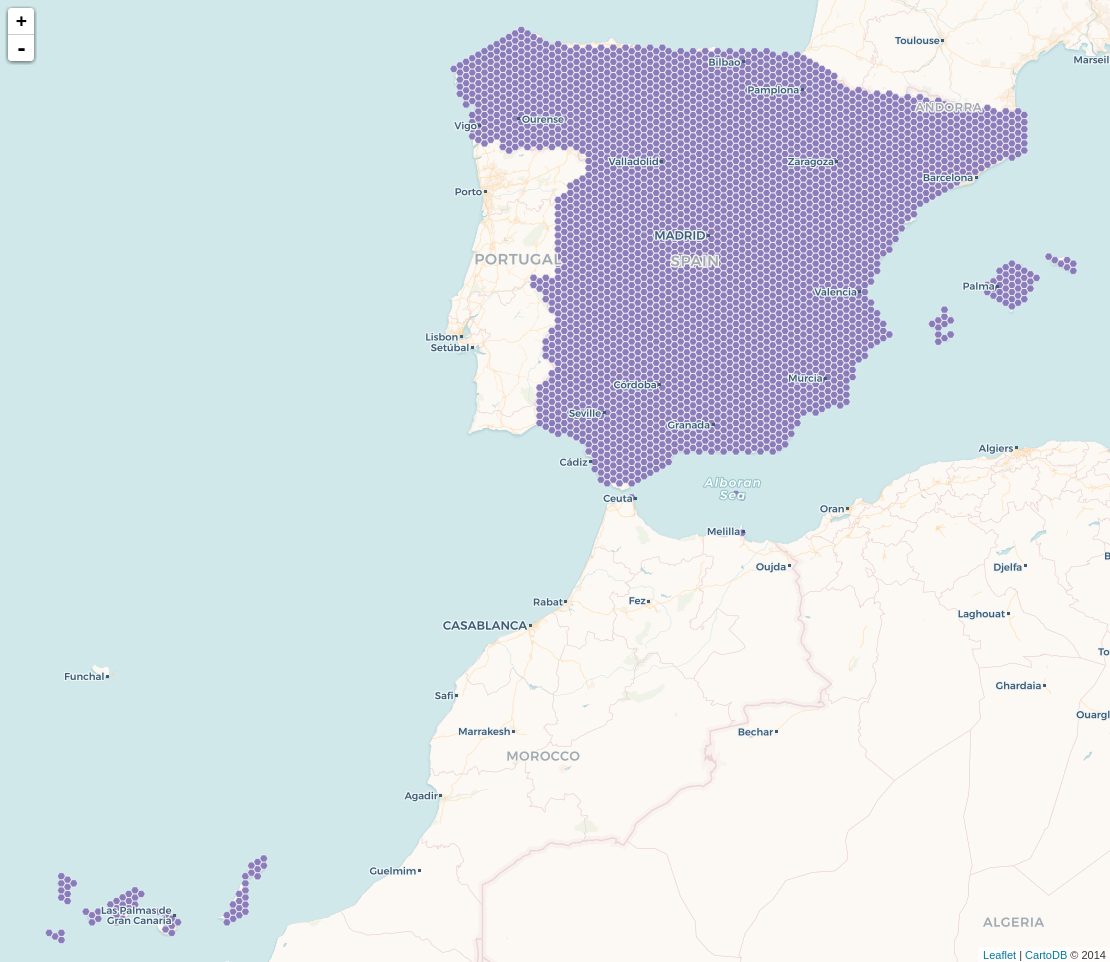 +
-
Toulouse
Marseil
Bilbao
Pamplona
ANDORRA
Vigo
Ourense
Valladolid
Zaragoza
Barcelona
Porto
MADRID
PORTUGAL
SPAIN
Palma
Valencia
Lisbon
Setúbal
Córdoba
Murcia
Seville
Granada
Cádiz
Algiers
Alboran
Sea
Ceuta
Oran
Melilla
Oujda
Djelfa
B
Rabat
Fez
Laghouat
CASABLANCA
To
Funchal
Safi
Ghardaia
Marrakesh
Bechar
Ouargl
MOROCCO
Agadir
Guelmim
Las Palmas de
Gran Canaria
ALGERIA
Leaflet | CartoDB © 2014